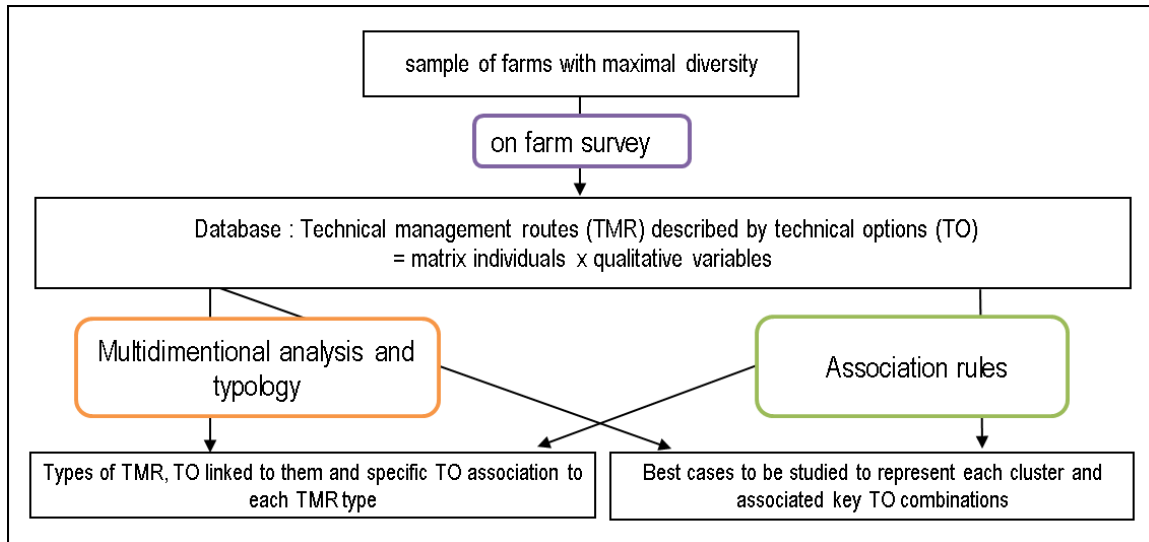 sample of farms with maximal diversity
on farm survey
Database : Technical management routes (TMR) described by technical options (TO)
= matrix individuals x qualitative variables
Multidimentional analysis and
typology
Association rules
Types of TMR, TO linked to them and specific TO association to
each TMR type
Best cases to be studied to represent each cluster and
associated key TO combinations